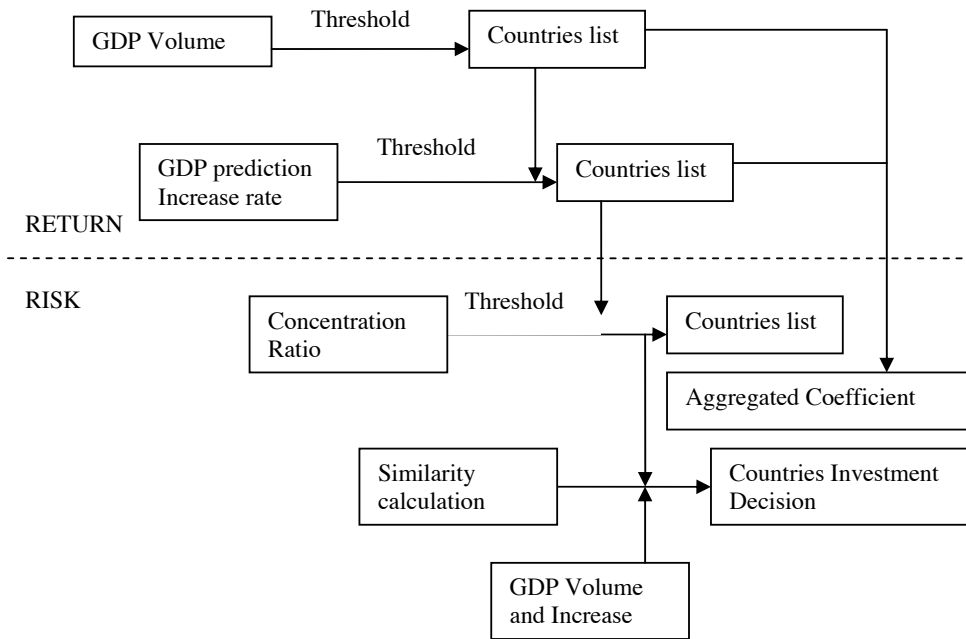 Threshold
GDP Volume
Countries list
Threshold
GDP prediction
Increase rate
Countries list
RETURN
RISK
Threshold
Concentration
Ratio
Countries list
Aggregated Coefficient
Similarity
calculation
Countries Investment
Decision
GDP Volume
and Increase